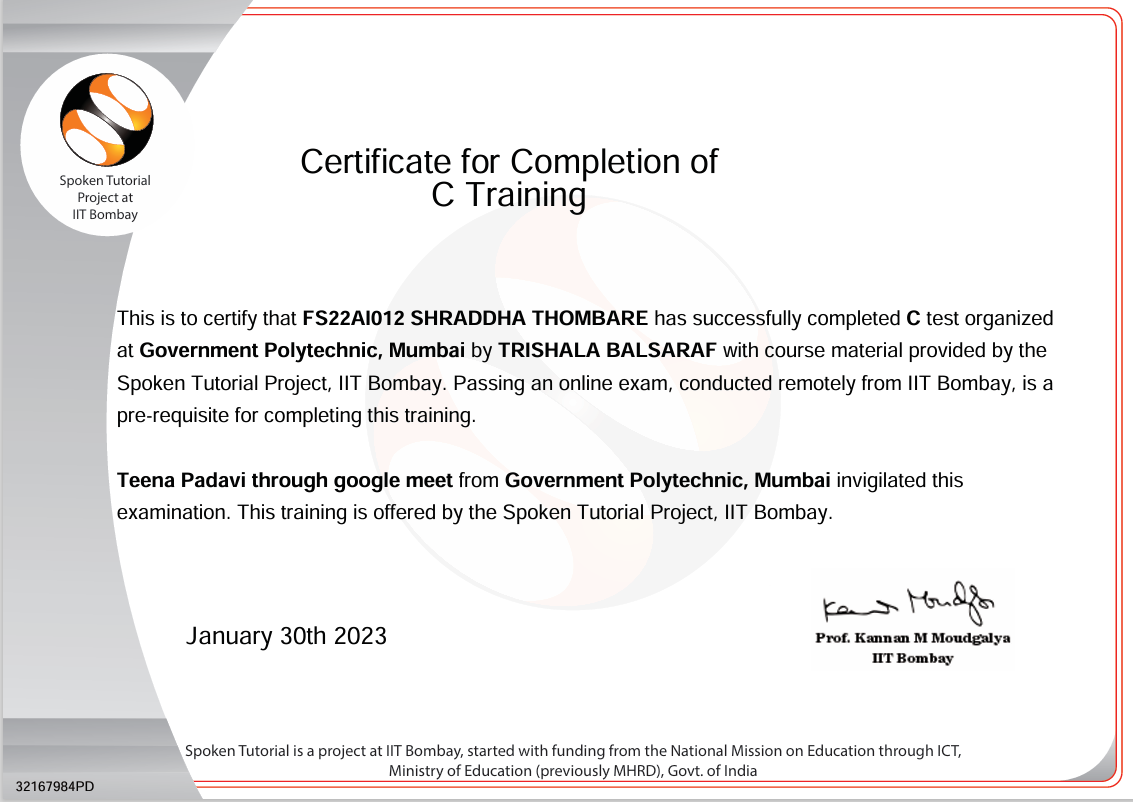 Spoken Tutorial
Project at
IIT Bombay
Certificate for Completion of
C Training
This is to certify that FS22AI012 SHRADDHA THOMBARE has successfully completed C test organized
at Government Polytechnic, Mumbai by TRISHALA BALSARAF with course material provided by the
Spoken Tutorial Project, IIT Bombay. Passing an online exam, conducted remotely from IIT Bombay, is a
pre-requisite for completing this training.
Teena Padavi through google meet from Government Polytechnic, Mumbai invigilated this
examination. This training is offered by the Spoken Tutorial Project, IIT Bombay.
January 30th 2023
Prof. Kannan M Moudgalya
IIT Bombay
Spoken Tutorial is a project at IIT Bombay, started with funding from the National Mission on Education through ICT,
Ministry of Education (previously MHRD), Govt. of India
32167984PD